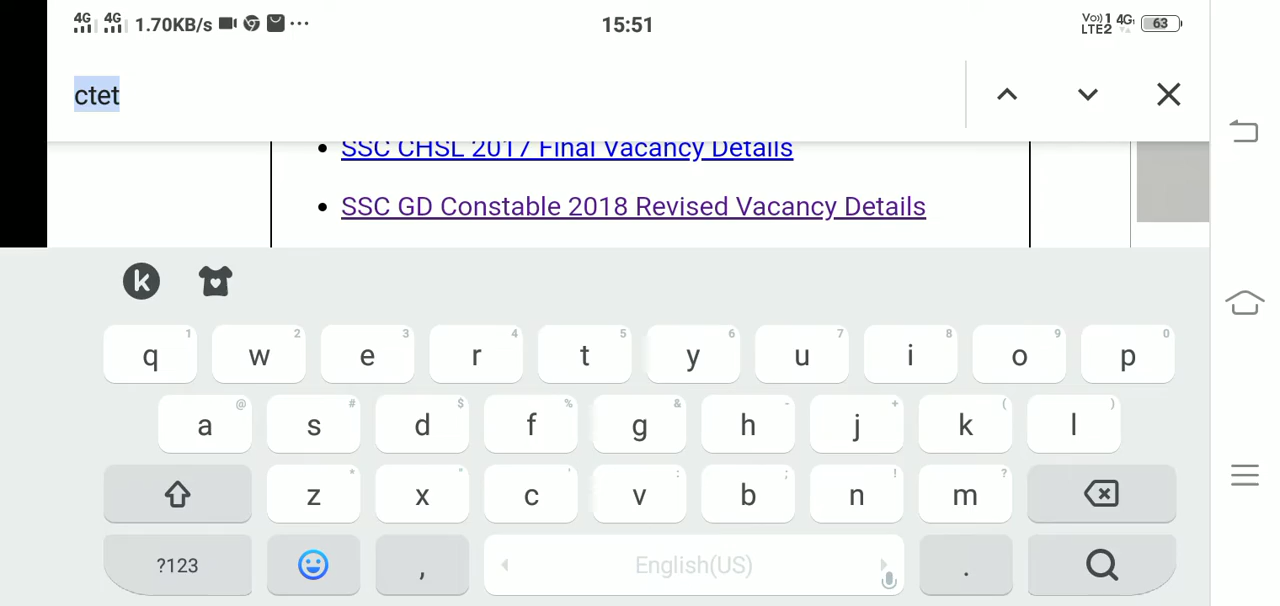 4G 4G 1.70KB/s ... 15:51 Vo)) 1 4G LTE2 63
ctet
SSC CHSL 2017 Final Vacancy Details
SSC GD Constable 2018 Revised Vacancy Details
k
1 2 3 4 5 6 7 8 9 0
q w e r t y u i o p
@ # $ % & - + ( )
a s d f g h j k l
* " ' : ; ! ?
z x c v b n m
?123 , English(US) .